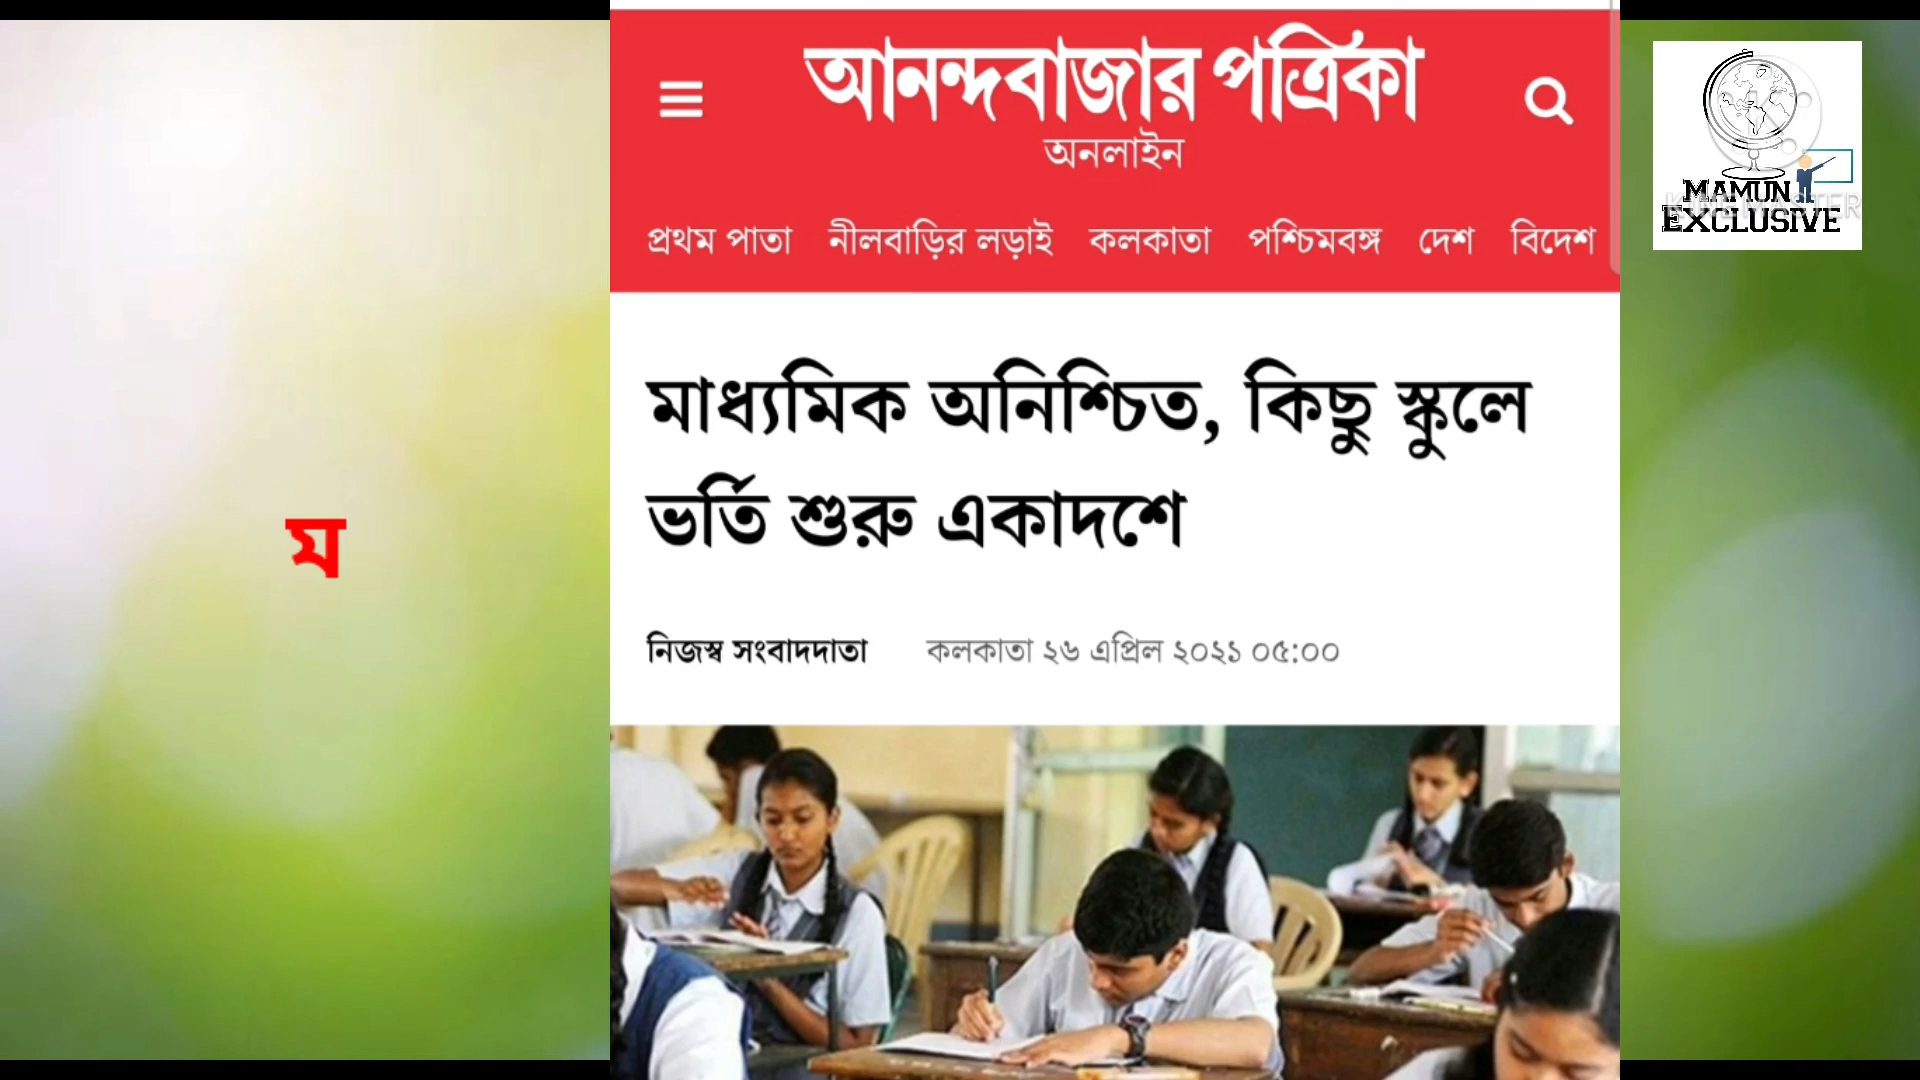 আনন্দবাজার পত্রিকা
অনলাইন
প্রথম পাতা নীলবাড়ির লড়াই কলকাতা পশ্চিমবঙ্গ দেশ বিদেশ
মাধ্যমিক অনিশ্চিত, কিছু স্কুলে
ভর্তি শুরু একাদশে
নিজস্ব সংবাদদাতা কলকাতা ২৬ এপ্রিল ২০২১ ০৫:০০
ম
MAMUN
EXCLUSIVE
KINEMASTER